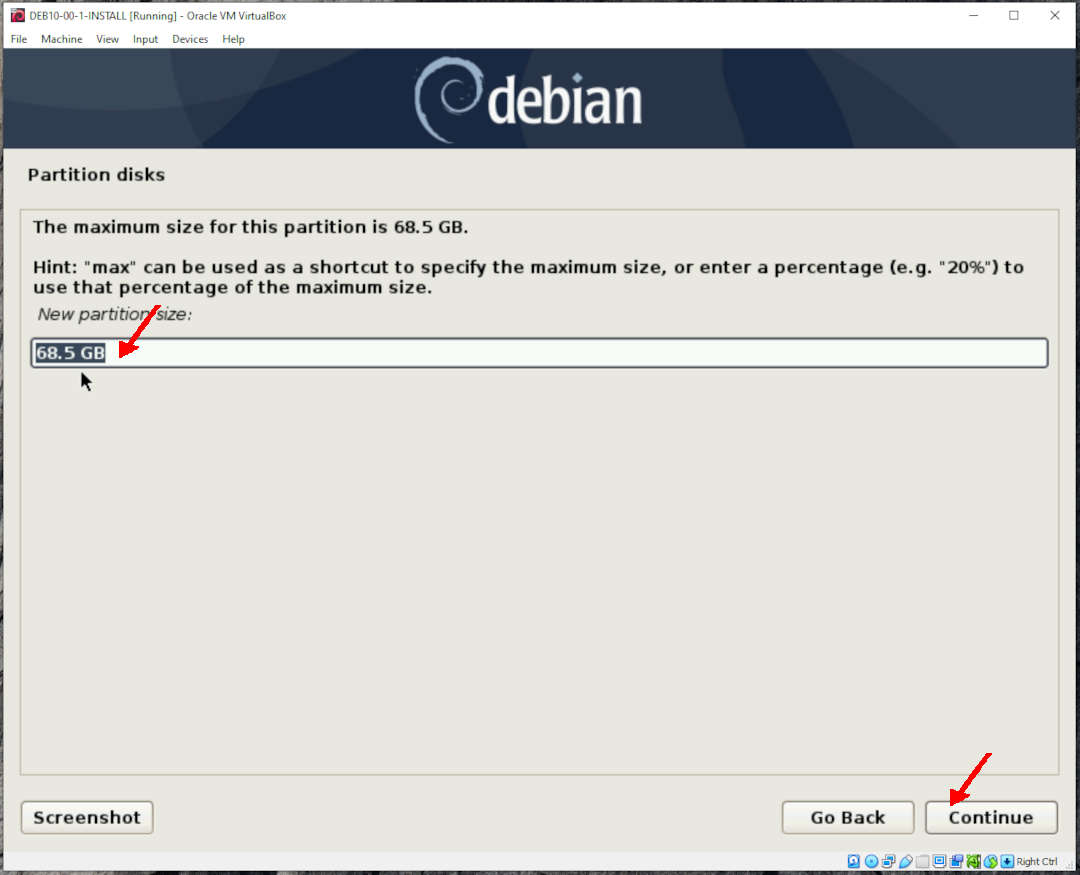 DEB10-00-1-INSTALL [Running] - Oracle VM VirtualBox
File Machine View Input Devices Help
debian
Partition disks
The maximum size for this partition is 68.5 GB.
Hint: "max" can be used as a shortcut to specify the maximum size, or enter a percentage (e.g. "20%") to
use that percentage of the maximum size.
New partition size:
68.5 GB
Screenshot Go Back Continue
Right Ctrl